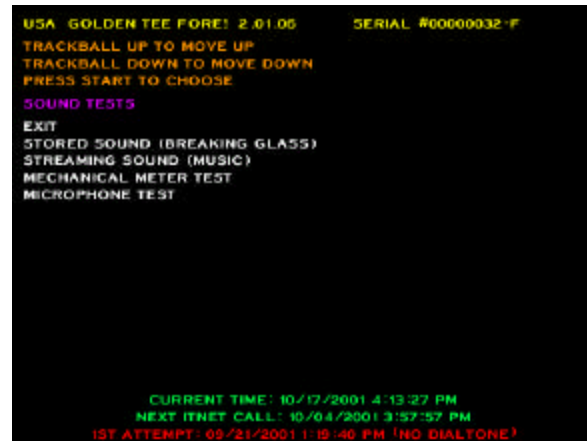 USA GOLDEN TEE FORE! 2.01.06 SERIAL #00000032-F
TRACKBALL UP TO MOVE UP
TRACKBALL DOWN TO MOVE DOWN
PRESS START TO CHOOSE
SOUND TESTS
EXIT
STORED SOUND (BREAKING GLASS)
STREAMING SOUND (MUSIC)
MECHANICAL METER TEST
MICROPHONE TEST
CURRENT TIME: 10/17/2001 4:13:27 PM
NEXT ITNET CALL: 10/04/2001 3:57:57 PM
1ST ATTEMPT: 09/21/2001 1:19:40 PM (NO DIALTONE)